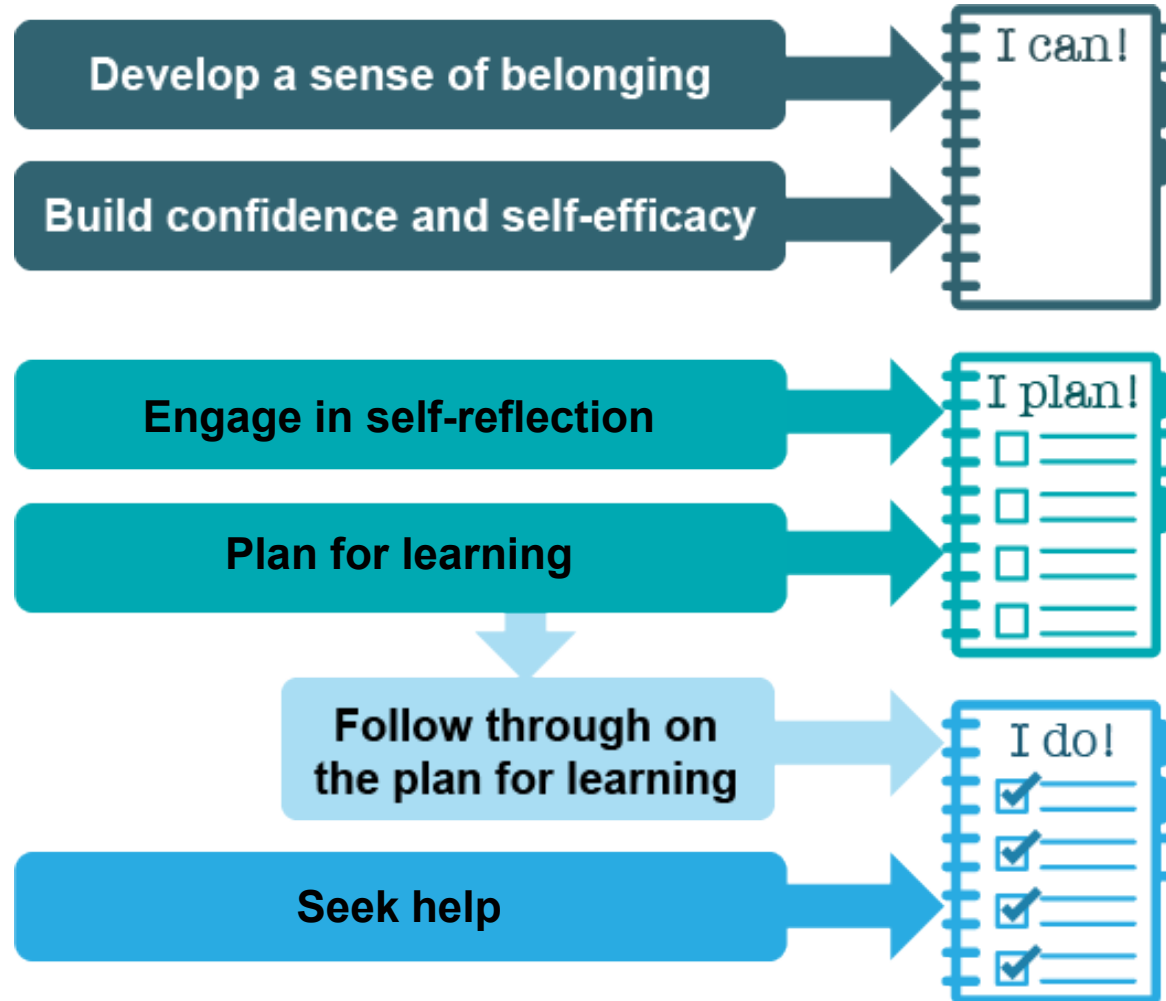 Develop a sense of belonging
I can!
Build confidence and self-efficacy
Engage in self-reflection
I plan!
Plan for learning
Follow through on
the plan for learning
I do!
Seek help